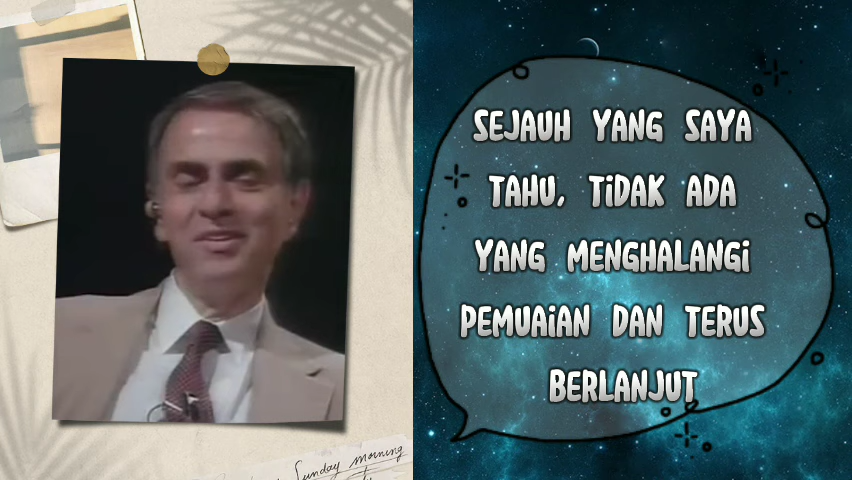 SEJAUH YANG SAYA
TAHU, TIDAK ADA
YANG MENGHALANGI
PEMUAIAN DAN TERUS
BERLANJUT
Sunday morning